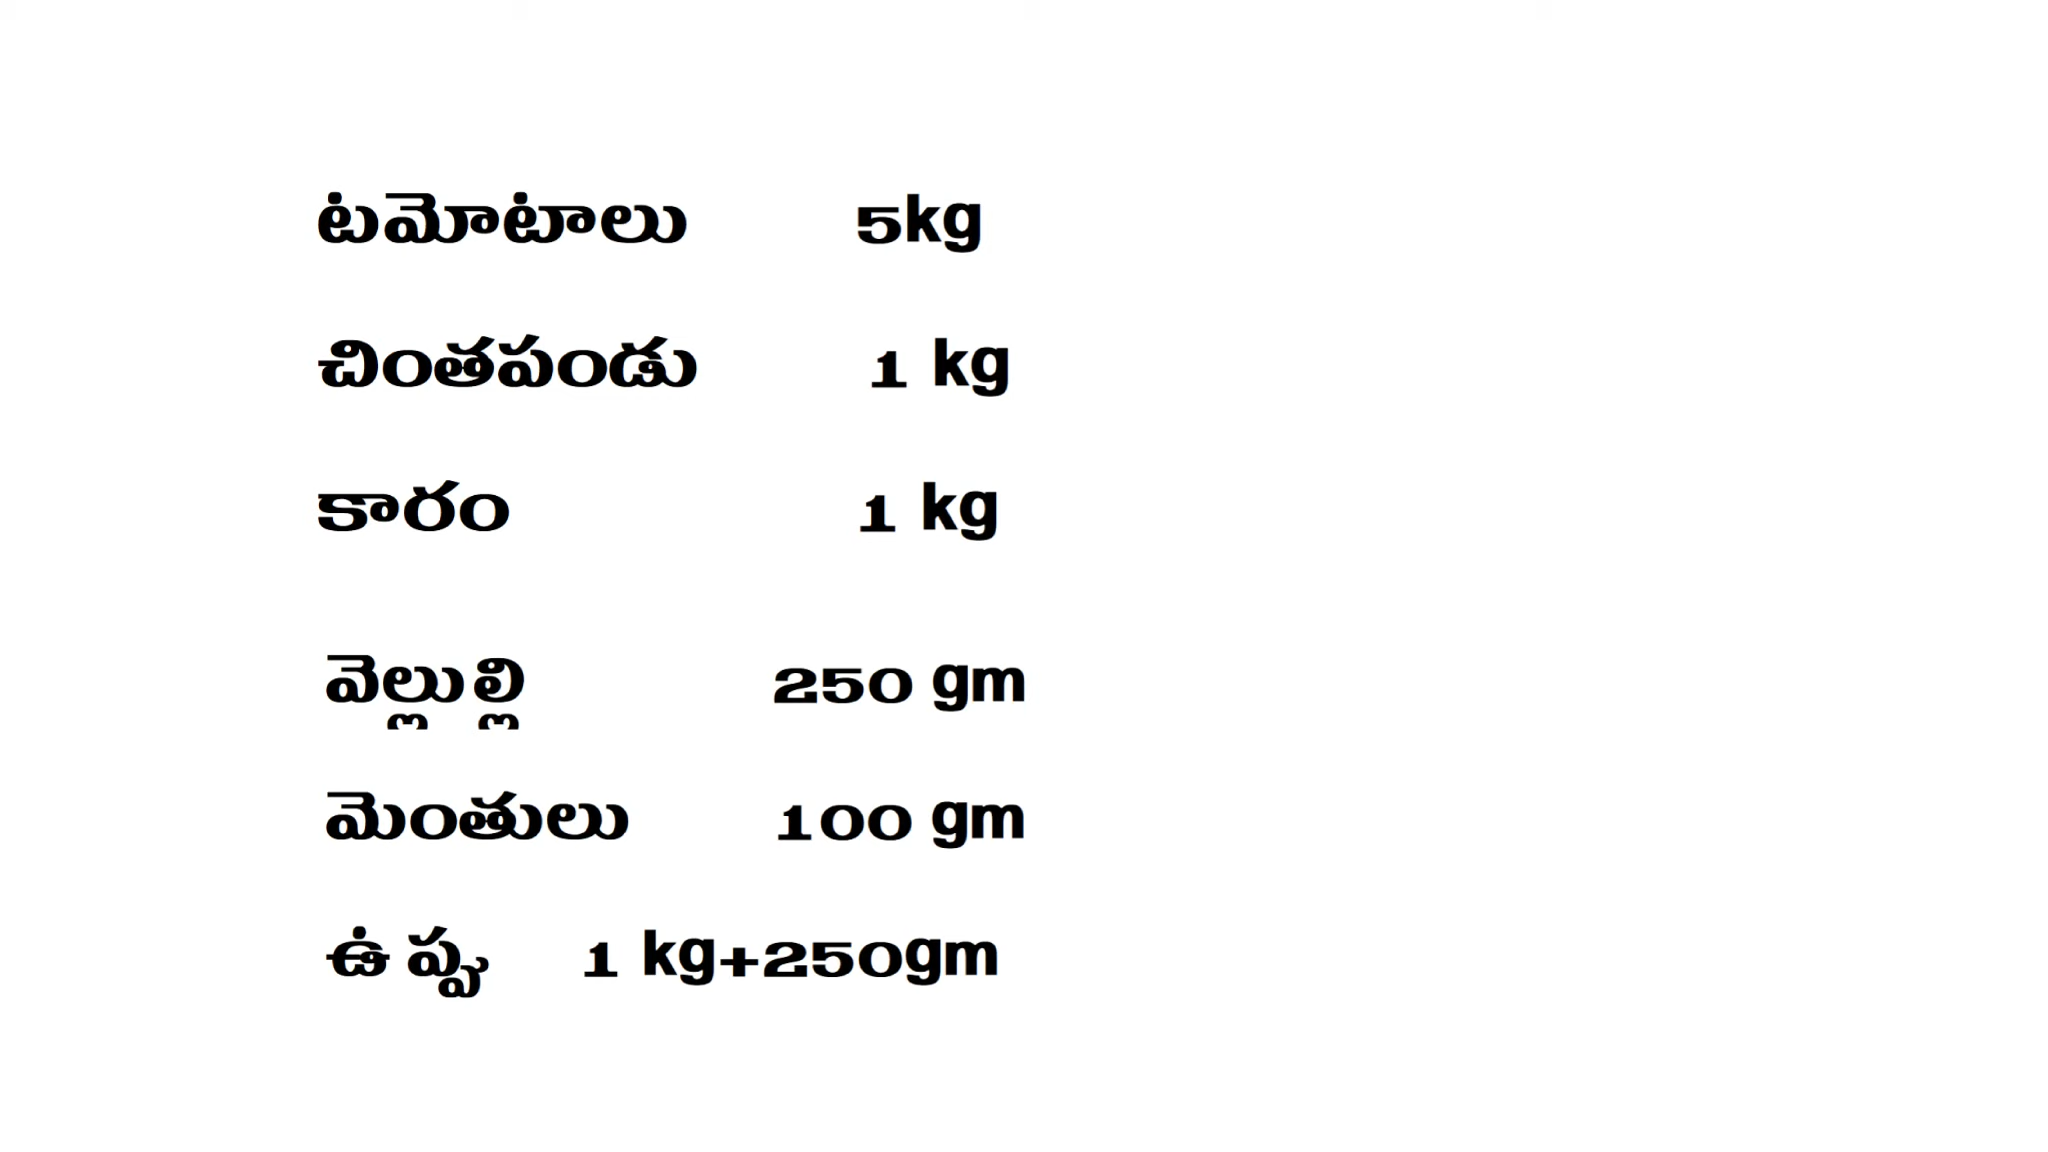 టమోటాలు 5kg
చింతపండు 1 kg
కారం 1 kg
వెల్లుల్లి 250 gm
మెంతులు 100 gm
ఉప్పు 1 kg+250gm